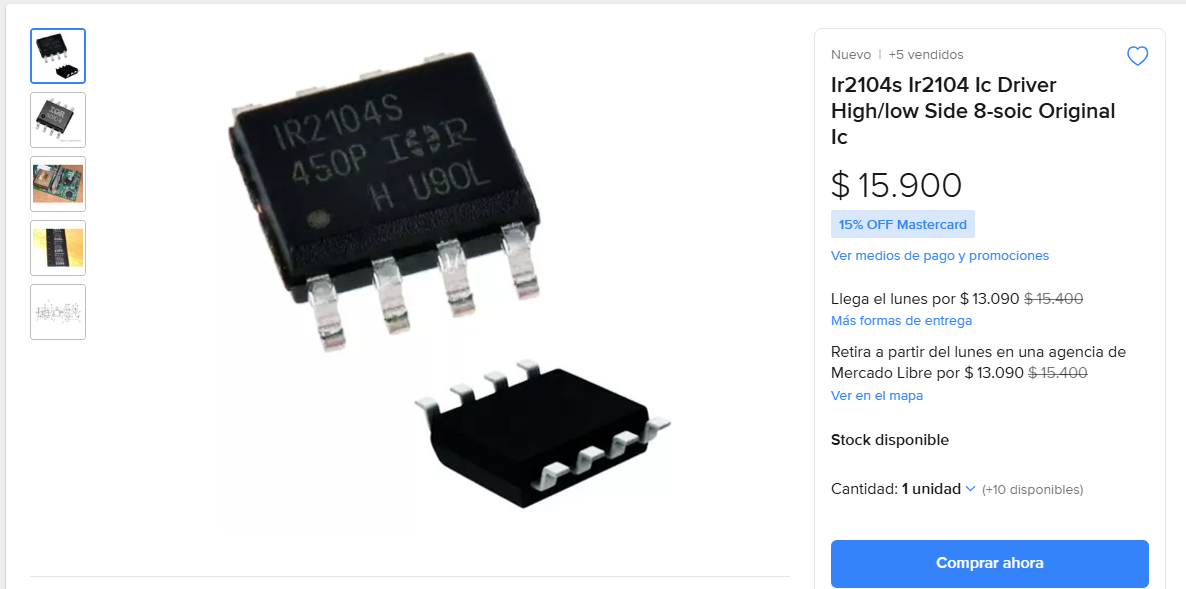 IR2104S
450P IOR
H U90L
Nuevo | +5 vendidos
Ir2104s Ir2104 Ic Driver
High/low Side 8-soic Original
Ic
$ 15.900
15% OFF Mastercard
Ver medios de pago y promociones
Llega el lunes por $ 13.090 $ 15.400
Más formas de entrega
Retira a partir del lunes en una agencia de
Mercado Libre por $ 13.090 $ 15.400
Ver en el mapa
Stock disponible
Cantidad: 1 unidad (+10 disponibles)
Comprar ahora